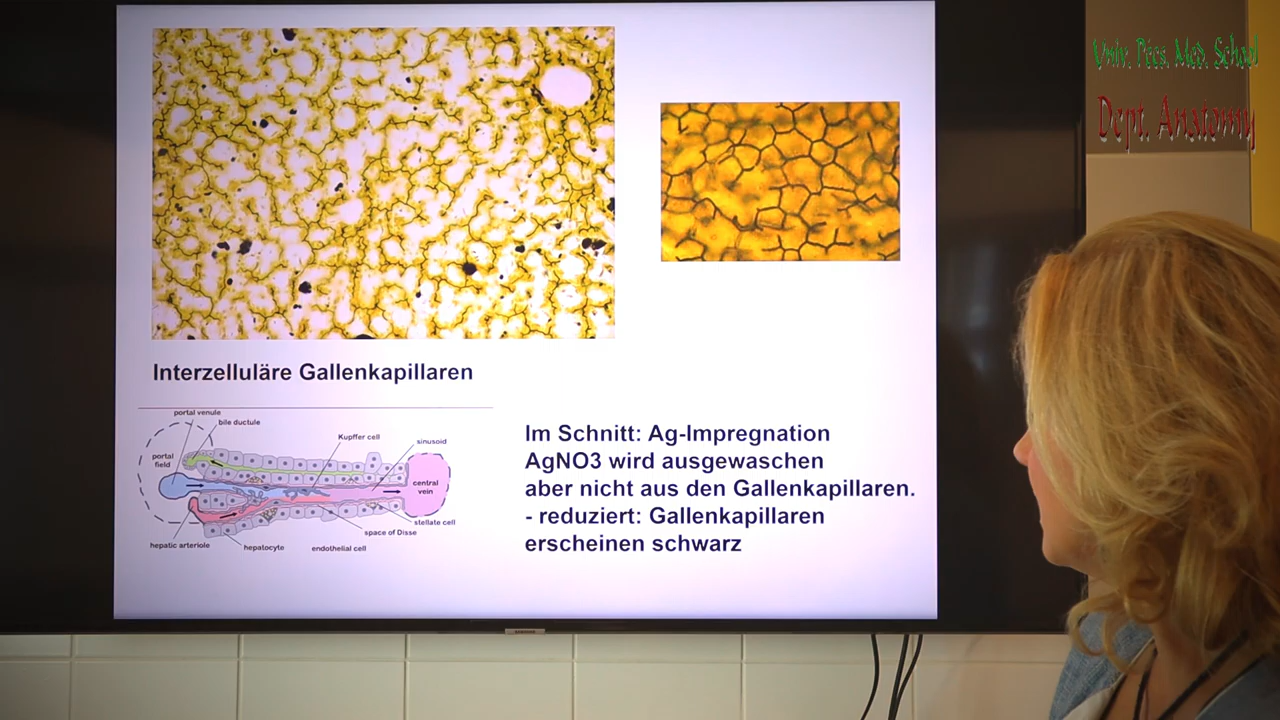 Univ. Pécs. Med. School
Dept. Anatomy
Interzelluläre Gallenkapillaren
portal venule
bile ductule
Kupffer cell
sinusoid
portal
field
central
vein
stellate cell
space of Disse
hepatic arteriole
hepatocyte
endothelial cell
Im Schnitt: Ag-Impregnation
AgNO3 wird ausgewaschen
aber nicht aus den Gallenkapillaren.
- reduziert: Gallenkapillaren
erscheinen schwarz